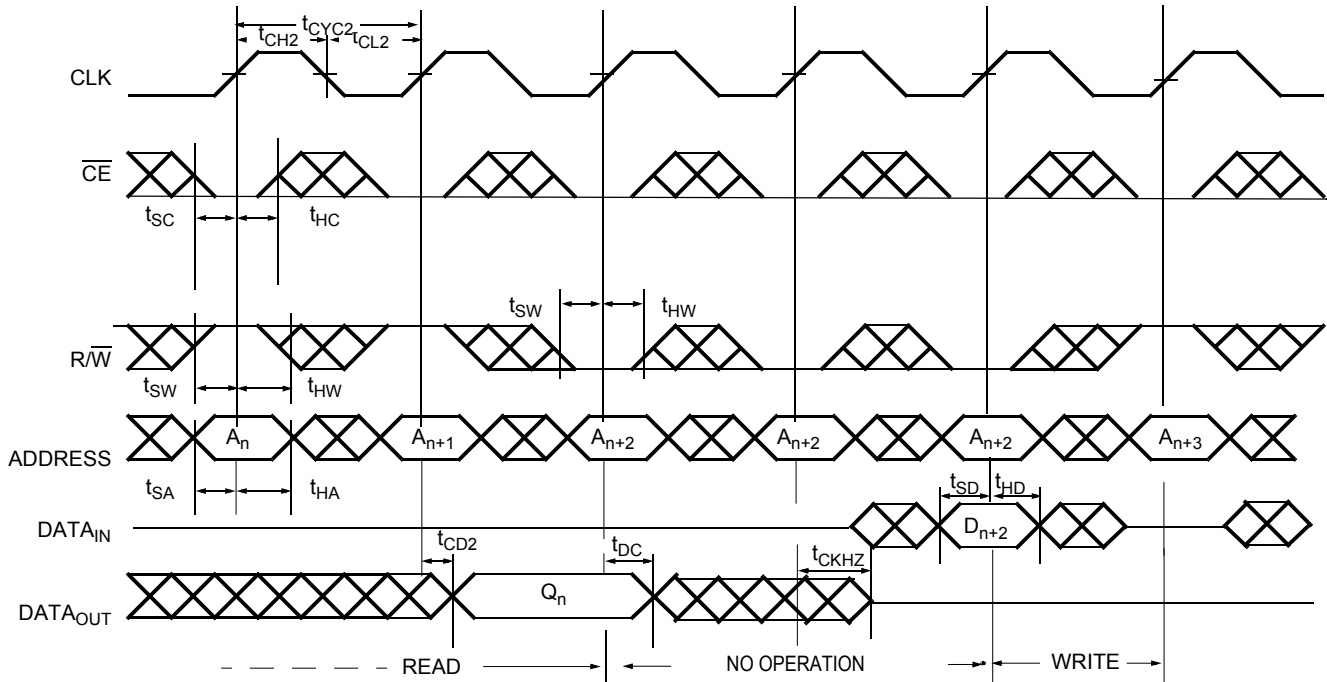 tCYC2
tCH2 tCL2
CLK
CE
tSC tHC
tSW tHW
R/W
tSW tHW
An An+1 An+2 An+2 An+2 An+3
ADDRESS
tSA tHA tSD tHD
DATAIN Dn+2
tCD2 tDC tCKHZ
Qn
DATAOUT
READ NO OPERATION WRITE